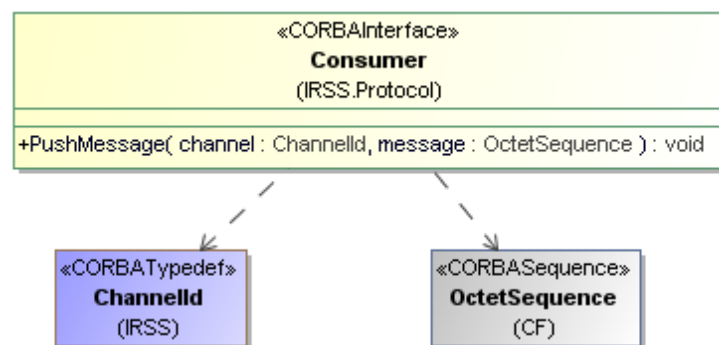 «CORBAInterface»
Consumer
(IRSS.Protocol)
+PushMessage( channel : ChannelId, message : OctetSequence ) : void
«CORBATypedef»
ChannelId
(IRSS)
«CORBASequence»
OctetSequence
(CF)